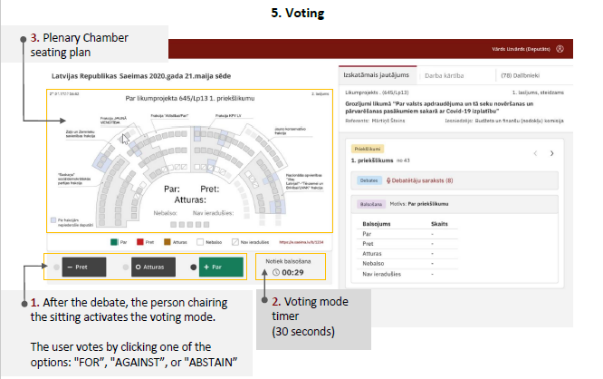 5. Voting
3. Plenary Chamber
seating plan
Vārds Uzvārds (Deputāts)
Latvijas Republikas Saeimas 2020.gada 21.maija sēde
Par likumprojekta 645/Lp13 1. priekšlikumu
1. lasījums
Par: Pret:
Atturas:
Nebalso: Nav ieradušies:
Par Pret Atturas Nebalso Nav ieradušies
− Pret
Atturas
+ Par
Notiek balsošana
00:29
Izskatāmais jautājums
Darba kārtība
(78) Dalībnieki
Likumprojekts (645/Lp13)
1. lasījums, steidzams
Grozījumi likumā "Par valsts apdraudējuma un tā seku novēršanas un
pārvarēšanas pasākumiem sakarā ar Covid-19 izplatību"
Priekšlikums
1. priekšlikums
Debates Debatētāju saraksts (8)
Balsošana Motīvs: Par priekšlikumu
Balsojums Skaits
Par -
Pret -
Atturas -
Nebalso -
Nav ieradušies -
1. After the debate, the person chairing
the sitting activates the voting mode.
The user votes by clicking one of the
options: "FOR", "AGAINST", or "ABSTAIN"
2. Voting mode
timer
(30 seconds)